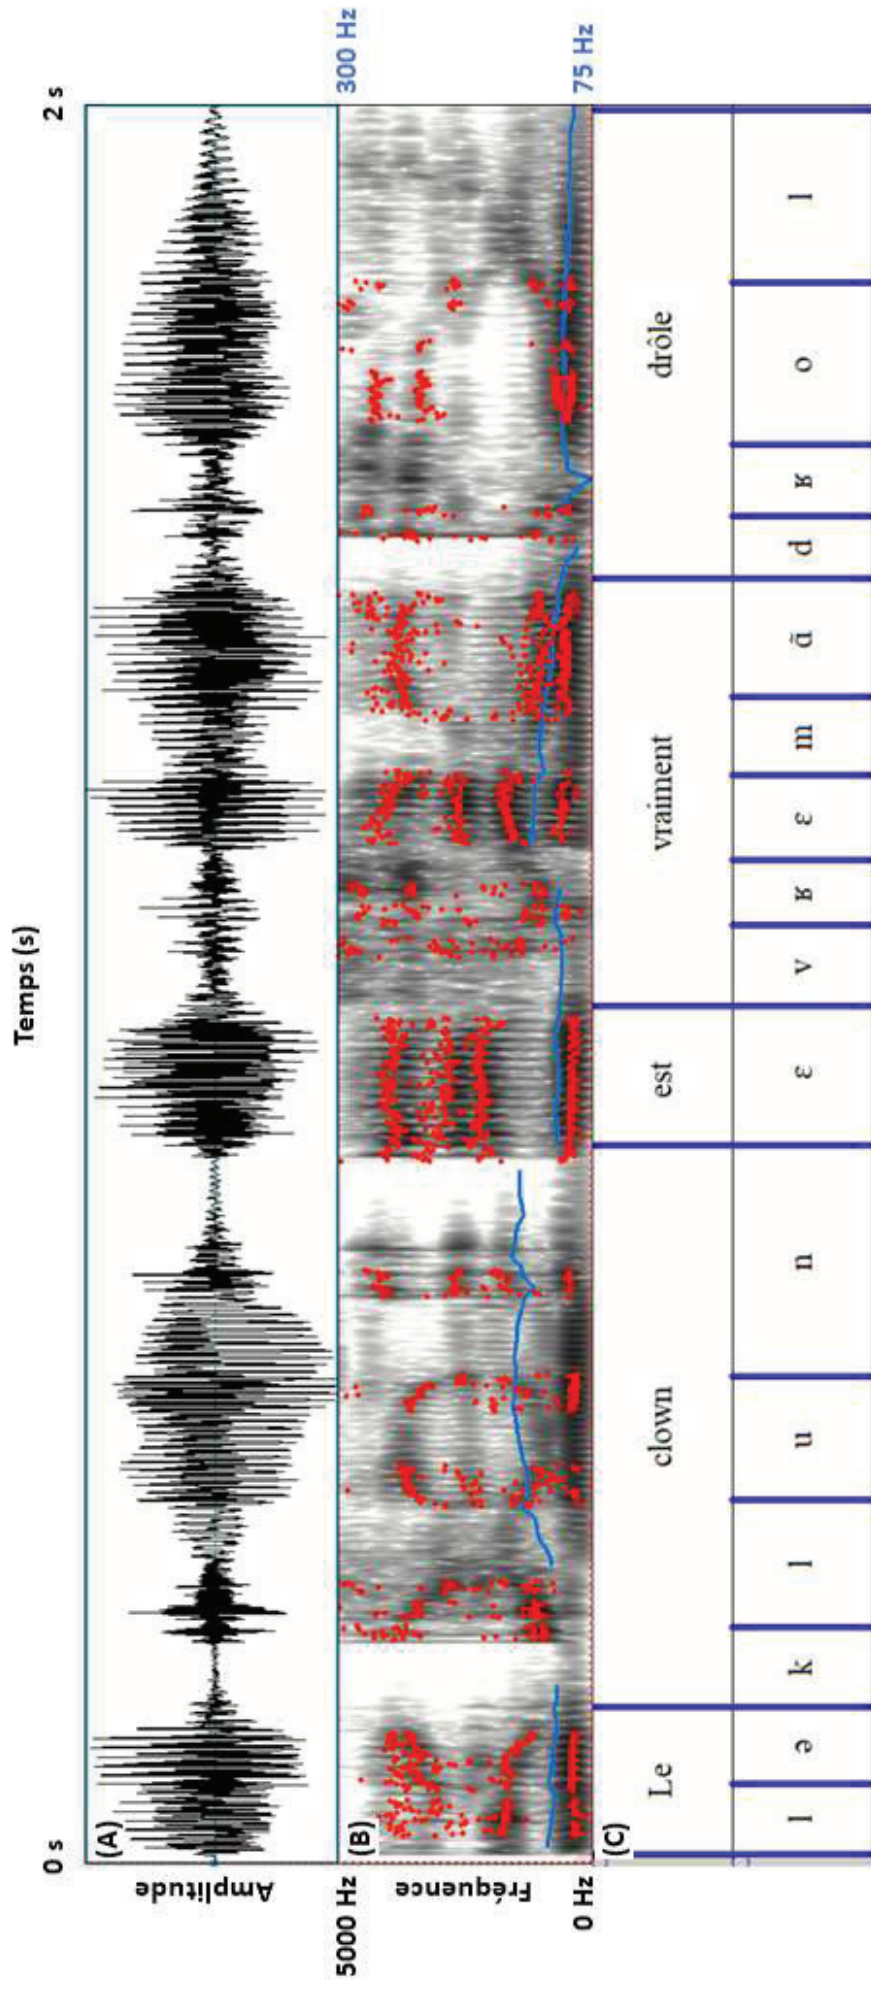 Temps (s)
0 s
2 s
(A)
Amplitude
5000 Hz
300 Hz
(B)
Fréquence
0 Hz
75 Hz
(C)
Le clown est vraiment drôle
l ə k l u n ɛ v ʁ ɛ m ɑ̃ d ʁ o l